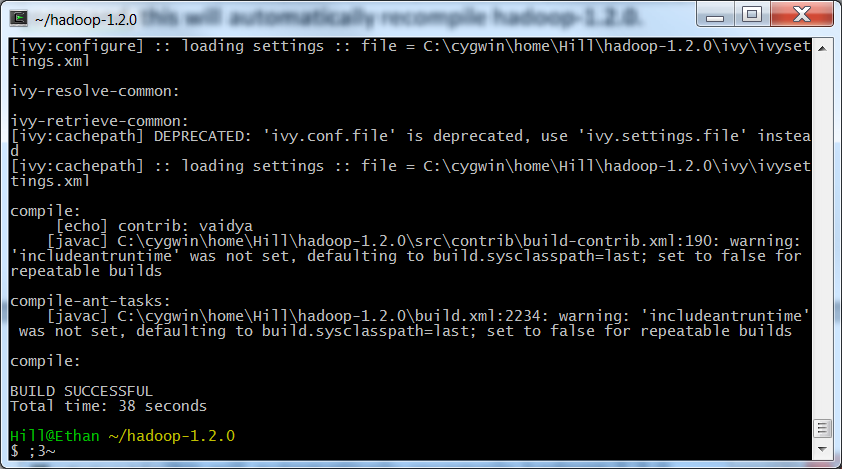 ~/hadoop-1.2.0
this will automatically recompile hadoop-1.2.0.
[ivy:configure] :: loading settings :: file = C:\cygwin\home\Hill\hadoop-1.2.0\ivy\ivyset
tings.xml
ivy-resolve-common:
ivy-retrieve-common:
[ivy:cachepath] DEPRECATED: 'ivy.conf.file' is deprecated, use 'ivy.settings.file' instea
d
[ivy:cachepath] :: loading settings :: file = C:\cygwin\home\Hill\hadoop-1.2.0\ivy\ivyset
tings.xml
compile:
[echo] contrib: vaidya
[javac] C:\cygwin\home\Hill\hadoop-1.2.0\src\contrib\build-contrib.xml:190: warning:
'includeantruntime' was not set, defaulting to build.sysclasspath=last; set to false for
repeatable builds
compile-ant-tasks:
[javac] C:\cygwin\home\Hill\hadoop-1.2.0\build.xml:2234: warning: 'includeantruntime'
was not set, defaulting to build.sysclasspath=last; set to false for repeatable builds
compile:
BUILD SUCCESSFUL
Total time: 38 seconds
Hill@Ethan ~/hadoop-1.2.0
$ ;3~